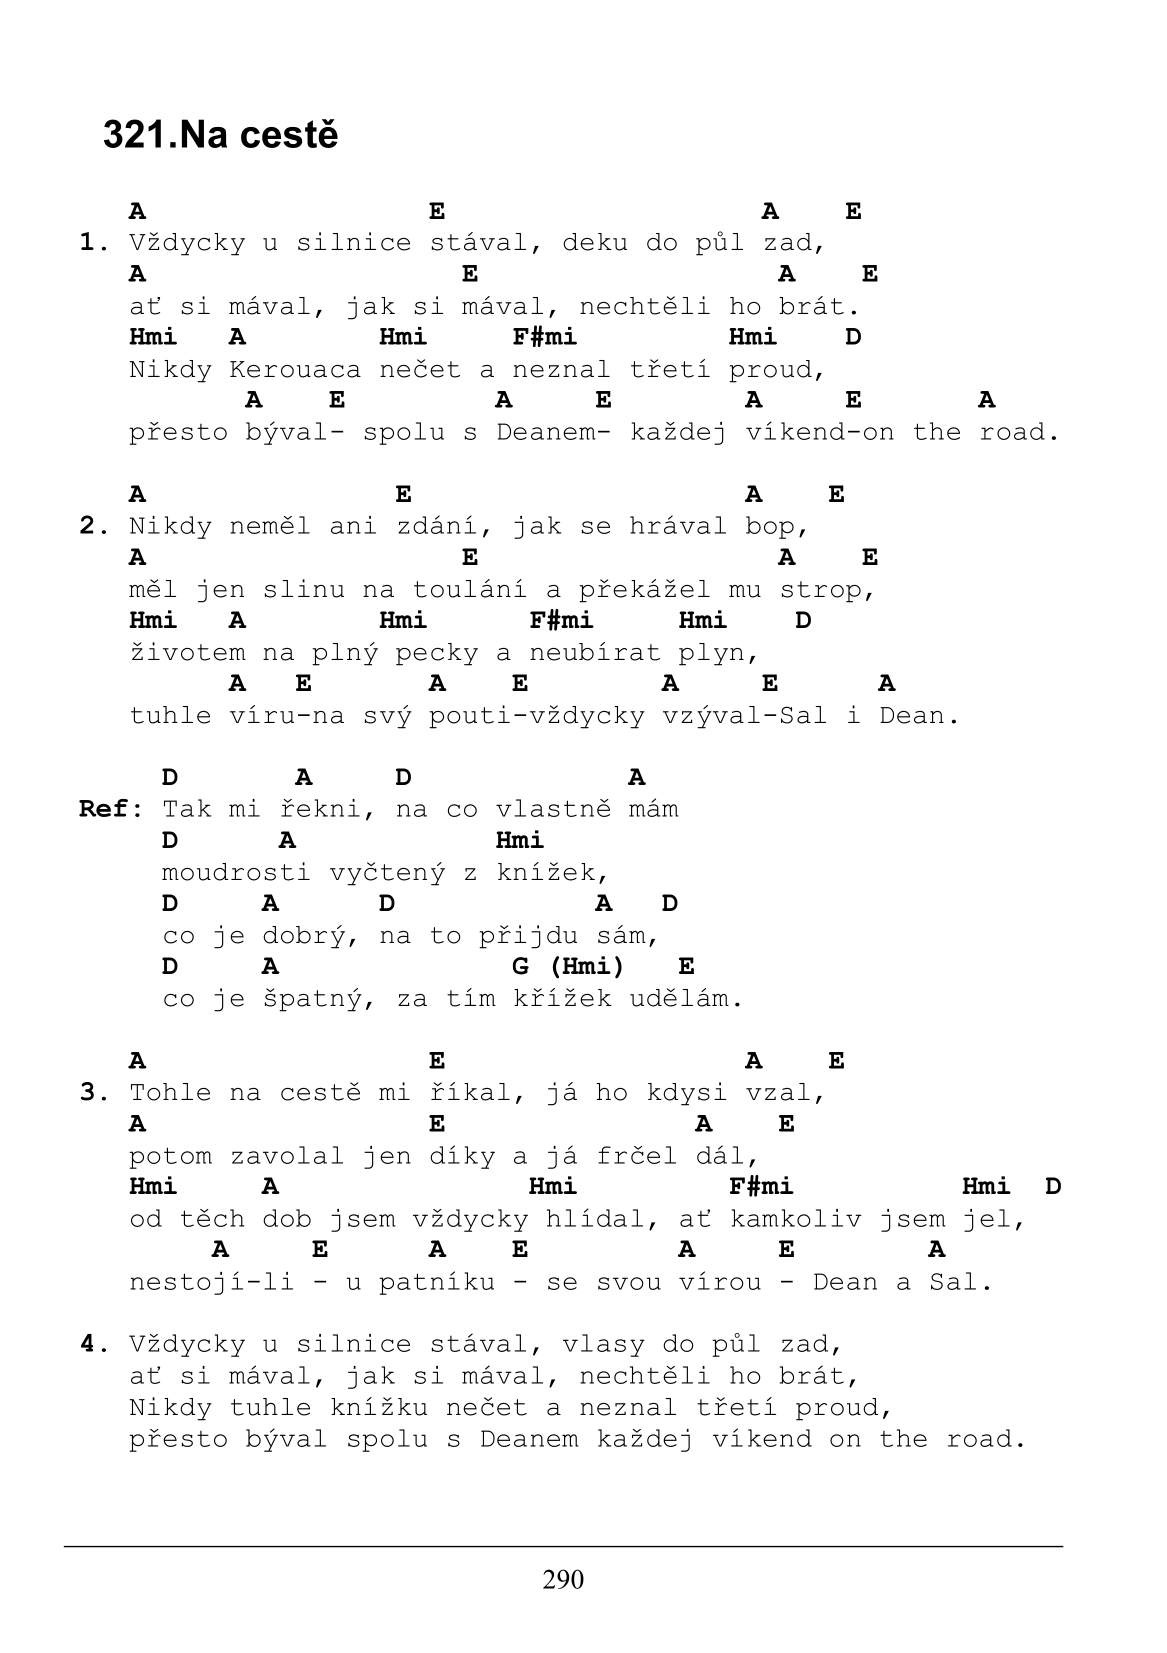 321.Na cestě
A E A E
1. Vždycky u silnice stával, deku do půl zad,
A E A E
ať si mával, jak si mával, nechtěli ho brát.
Hmi A Hmi F#mi Hmi D
Nikdy Kerouaca nečet a neznal třetí proud,
A E A E A E A
přesto býval- spolu s Deanem- každej víkend-on the road.
A E A E
2. Nikdy neměl ani zdání, jak se hrával bop,
A E A E
měl jen slinu na toulání a překážel mu strop,
Hmi A Hmi F#mi Hmi D
životem na plný pecky a neubírat plyn,
A E A E A E A
tuhle víru-na svý pouti-vždycky vzýval-Sal i Dean.
D A D A
Ref: Tak mi řekni, na co vlastně mám
D A Hmi
moudrosti vyčtený z knížek,
D A D A D
co je dobrý, na to přijdu sám,
D A G (Hmi) E
co je špatný, za tím křížek udělám.
A E A E
3. Tohle na cestě mi říkal, já ho kdysi vzal,
A E A E
potom zavolal jen díky a já frčel dál,
Hmi A Hmi F#mi Hmi D
od těch dob jsem vždycky hlídal, ať kamkoliv jsem jel,
A E A E A E A
nestojí-li - u patníku - se svou vírou - Dean a Sal.
4. Vždycky u silnice stával, vlasy do půl zad,
ať si mával, jak si mával, nechtěli ho brát,
Nikdy tuhle knížku nečet a neznal třetí proud,
přesto býval spolu s Deanem každej víkend on the road.
290